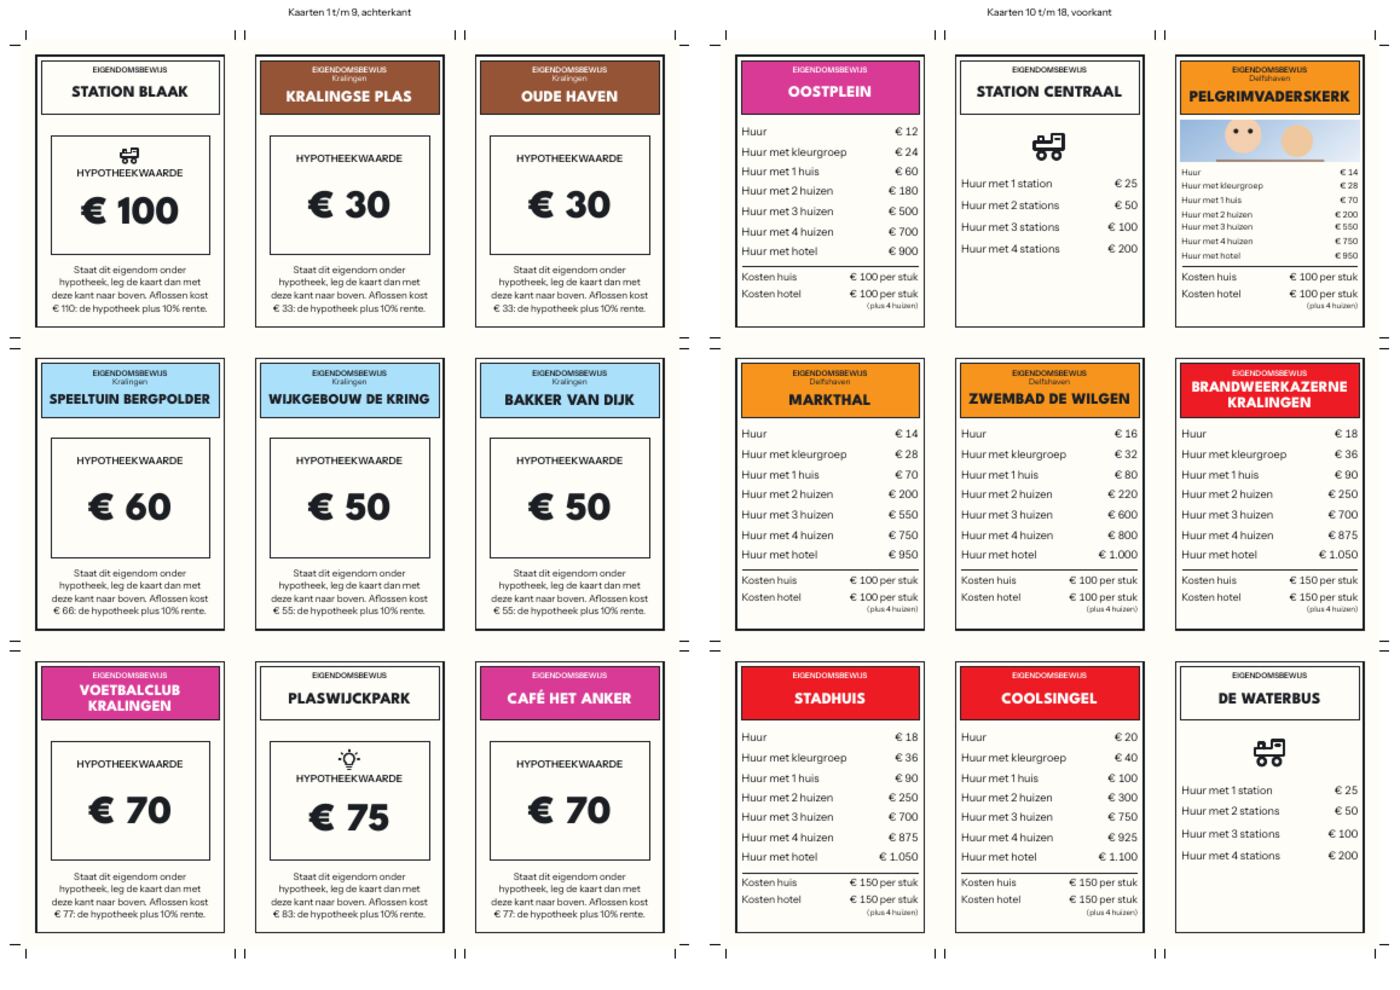 Kaarten 1 t/m 9, achterkant
EIGENDOMSBEWIJS
STATION BLAAK
HYPOTHEEKWAARDE
€ 100
Staat dit eigendom onder
hypotheek, leg de kaart dan met
deze kant naar boven. Aflossen kost
€ 110: de hypotheek plus 10% rente.
EIGENDOMSBEWIJS
Kralingen
KRALINGSE PLAS
HYPOTHEEKWAARDE
€ 30
Staat dit eigendom onder
hypotheek, leg de kaart dan met
deze kant naar boven. Aflossen kost
€ 33: de hypotheek plus 10% rente.
EIGENDOMSBEWIJS
Kralingen
OUDE HAVEN
HYPOTHEEKWAARDE
€ 30
Staat dit eigendom onder
hypotheek, leg de kaart dan met
deze kant naar boven. Aflossen kost
€ 33: de hypotheek plus 10% rente.
EIGENDOMSBEWIJS
Kralingen
SPEELTUIN BERGPOLDER
HYPOTHEEKWAARDE
€ 60
Staat dit eigendom onder
hypotheek, leg de kaart dan met
deze kant naar boven. Aflossen kost
€ 66: de hypotheek plus 10% rente.
EIGENDOMSBEWIJS
Kralingen
WIJKGEBOUW DE KRING
HYPOTHEEKWAARDE
€ 50
Staat dit eigendom onder
hypotheek, leg de kaart dan met
deze kant naar boven. Aflossen kost
€ 55: de hypotheek plus 10% rente.
EIGENDOMSBEWIJS
Kralingen
BAKKER VAN DIJK
HYPOTHEEKWAARDE
€ 50
Staat dit eigendom onder
hypotheek, leg de kaart dan met
deze kant naar boven. Aflossen kost
€ 55: de hypotheek plus 10% rente.
EIGENDOMSBEWIJS
VOETBALCLUB
KRALINGEN
HYPOTHEEKWAARDE
€ 70
Staat dit eigendom onder
hypotheek, leg de kaart dan met
deze kant naar boven. Aflossen kost
€ 77: de hypotheek plus 10% rente.
EIGENDOMSBEWIJS
PLASWIJCKPARK
HYPOTHEEKWAARDE
€ 75
Staat dit eigendom onder
hypotheek, leg de kaart dan met
deze kant naar boven. Aflossen kost
€ 83: de hypotheek plus 10% rente.
EIGENDOMSBEWIJS
CAFÉ HET ANKER
HYPOTHEEKWAARDE
€ 70
Staat dit eigendom onder
hypotheek, leg de kaart dan met
deze kant naar boven. Aflossen kost
€ 77: de hypotheek plus 10% rente.
Kaarten 10 t/m 18, voorkant
EIGENDOMSBEWIJS
OOSTPLEIN
Huur € 12
Huur met kleurgroep € 24
Huur met 1 huis € 60
Huur met 2 huizen € 180
Huur met 3 huizen € 500
Huur met 4 huizen € 700
Huur met hotel € 900
Kosten huis € 100 per stuk
Kosten hotel € 100 per stuk
(plus 4 huizen)
EIGENDOMSBEWIJS
STATION CENTRAAL
Huur met 1 station € 25
Huur met 2 stations € 50
Huur met 3 stations € 100
Huur met 4 stations € 200
EIGENDOMSBEWIJS
Delfshaven
PELGRIMVADERSKERK
Huur € 14
Huur met kleurgroep € 28
Huur met 1 huis € 70
Huur met 2 huizen € 200
Huur met 3 huizen € 550
Huur met 4 huizen € 750
Huur met hotel € 950
Kosten huis € 100 per stuk
Kosten hotel € 100 per stuk
(plus 4 huizen)
EIGENDOMSBEWIJS
Delfshaven
MARKTHAL
Huur € 14
Huur met kleurgroep € 28
Huur met 1 huis € 70
Huur met 2 huizen € 200
Huur met 3 huizen € 550
Huur met 4 huizen € 750
Huur met hotel € 950
Kosten huis € 100 per stuk
Kosten hotel € 100 per stuk
(plus 4 huizen)
EIGENDOMSBEWIJS
Delfshaven
ZWEMBAD DE WILGEN
Huur € 16
Huur met kleurgroep € 32
Huur met 1 huis € 80
Huur met 2 huizen € 220
Huur met 3 huizen € 600
Huur met 4 huizen € 800
Huur met hotel € 1.000
Kosten huis € 100 per stuk
Kosten hotel € 100 per stuk
(plus 4 huizen)
EIGENDOMSBEWIJS
BRANDWEERKAZERNE
KRALINGEN
Huur € 18
Huur met kleurgroep € 36
Huur met 1 huis € 90
Huur met 2 huizen € 250
Huur met 3 huizen € 700
Huur met 4 huizen € 875
Huur met hotel € 1.050
Kosten huis € 150 per stuk
Kosten hotel € 150 per stuk
(plus 4 huizen)
EIGENDOMSBEWIJS
STADHUIS
Huur € 18
Huur met kleurgroep € 36
Huur met 1 huis € 90
Huur met 2 huizen € 250
Huur met 3 huizen € 700
Huur met 4 huizen € 875
Huur met hotel € 1.050
Kosten huis € 150 per stuk
Kosten hotel € 150 per stuk
(plus 4 huizen)
EIGENDOMSBEWIJS
COOLSINGEL
Huur € 20
Huur met kleurgroep € 40
Huur met 1 huis € 100
Huur met 2 huizen € 300
Huur met 3 huizen € 750
Huur met 4 huizen € 925
Huur met hotel € 1.100
Kosten huis € 150 per stuk
Kosten hotel € 150 per stuk
(plus 4 huizen)
EIGENDOMSBEWIJS
DE WATERBUS
Huur met 1 station € 25
Huur met 2 stations € 50
Huur met 3 stations € 100
Huur met 4 stations € 200